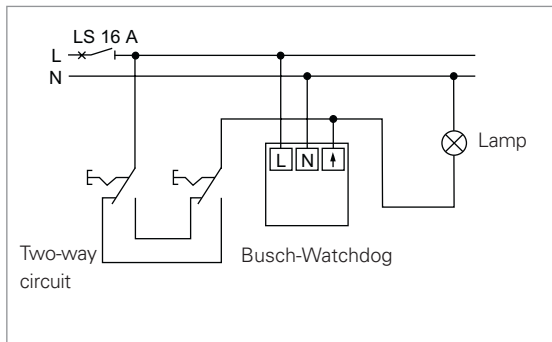 LS 16 A
L
N
L N ↑
Lamp
Two-way
circuit
Busch-Watchdog